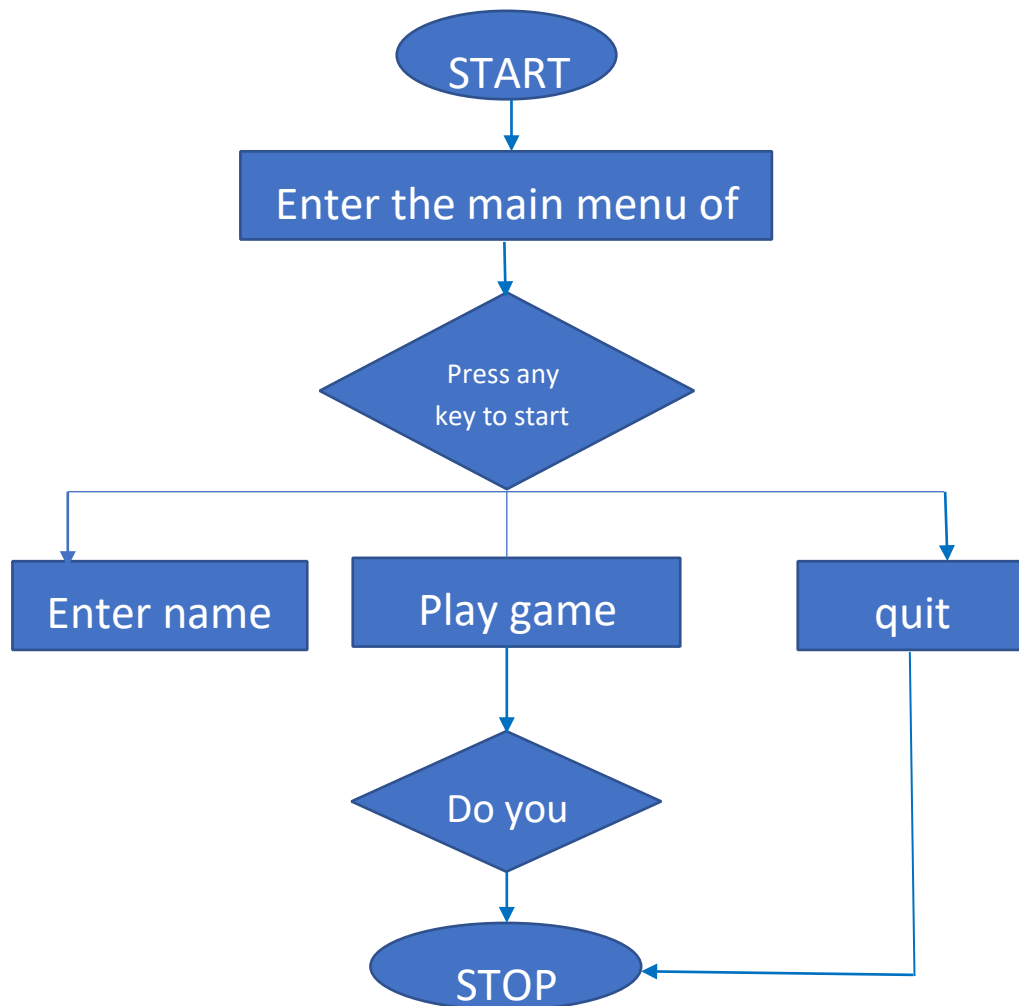 START
Enter the main menu of
Press any
key to start
Enter name
Play game
quit
Do you
STOP